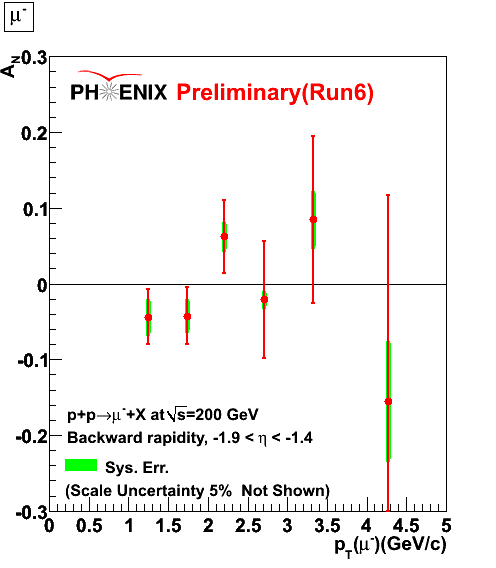 μ⁻
A_N
PHENIX Preliminary(Run6)
0.3
0.2
0.1
0
-0.1
-0.2
-0.3
p+p→μ⁻+X at √s=200 GeV
Backward rapidity, -1.9 < η < -1.4
Sys. Err.
(Scale Uncertainty 5% Not Shown)
0 0.5 1 1.5 2 2.5 3 3.5 4 4.5 5
p_T(μ⁻)(GeV/c)